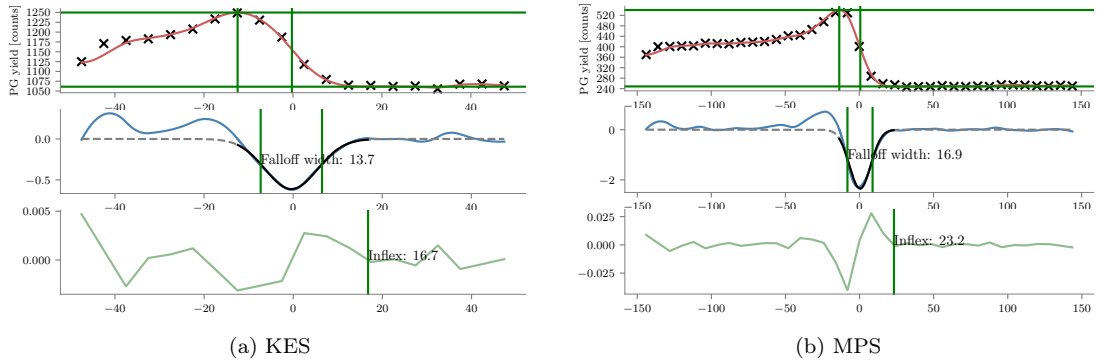 PG yield [counts]
1250
1225
1200
1175
1150
1125
1100
1075
1050
−40 −20 0 20 40
0.0
−0.5
Falloff width: 13.7
−40 −20 0 20 40
0.005
0.000
Inflex: 16.7
−40 −20 0 20 40
(a) KES
PG yield [counts]
520
480
440
400
360
320
280
240
−150 −100 −50 0 50 100 150
0
−2
Falloff width: 16.9
−150 −100 −50 0 50 100 150
0.025
0.000
−0.025
Inflex: 23.2
−150 −100 −50 0 50 100 150
(b) MPS